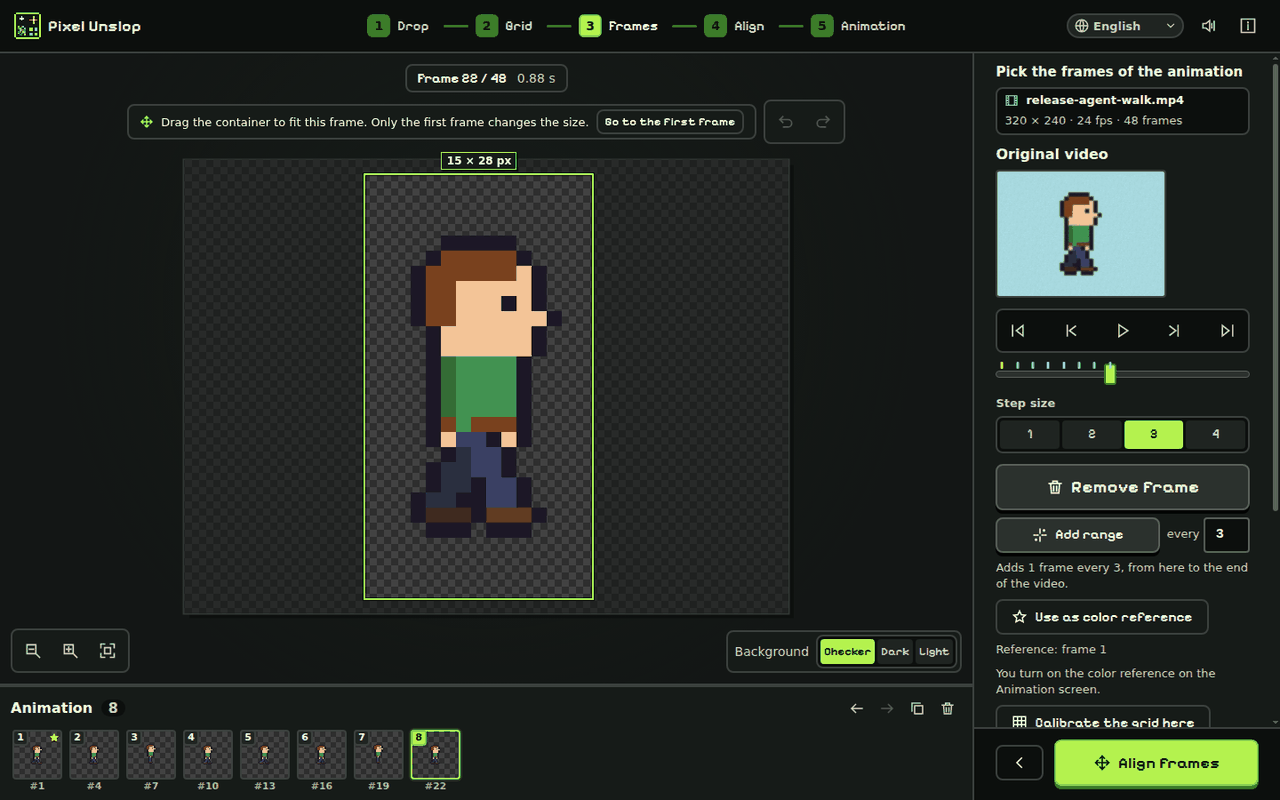 Pixel Unslop
1 Drop
2 Grid
3 Frames
4 Align
5 Animation
English
Frame 22 / 48 0.88 s
Drag the container to fit this frame. Only the first frame changes the size.
Go to the First Frame
15 × 28 px
Background
Checker
Dark
Light
Animation 8
1 2 3 4 5 6 7 8
#1 #4 #7 #10 #13 #16 #19 #22
Pick the frames of the animation
release-agent-walk.mp4
320 × 240 · 24 fps · 48 frames
Original video
Step size
1 2 3 4
Remove Frame
Add range every 3
Adds 1 frame every 3, from here to the end
of the video.
Use as color reference
Reference: frame 1
You turn on the color reference on the
Animation screen.
Calibrate the grid here
Align Frames